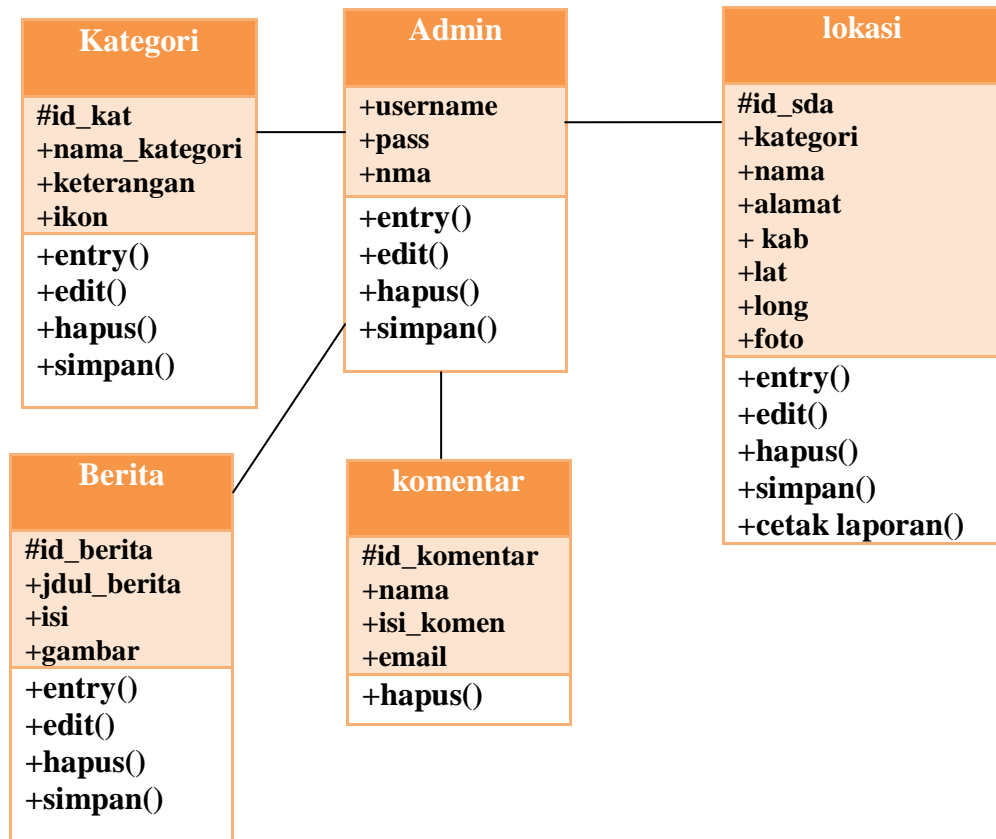 Kategori
#id_kat
+nama_kategori
+keterangan
+ikon
+entry()
+edit()
+hapus()
+simpan()
Admin
+username
+pass
+nma
+entry()
+edit()
+hapus()
+simpan()
lokasi
#id_sda
+kategori
+nama
+alamat
+ kab
+lat
+long
+foto
+entry()
+edit()
+hapus()
+simpan()
+cetak laporan()
Berita
#id_berita
+jdul_berita
+isi
+gambar
+entry()
+edit()
+hapus()
+simpan()
komentar
#id_komentar
+nama
+isi_komen
+email
+hapus()